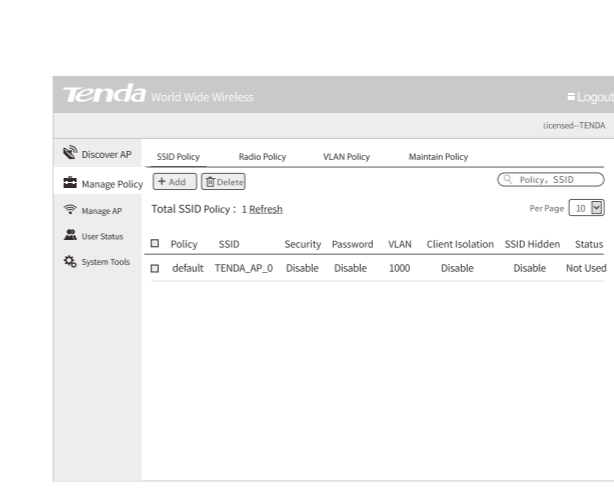 Tenda World Wide Wireless Logout
Licensed--TENDA
Discover AP
Manage Policy
Manage AP
User Status
System Tools
SSID Policy Radio Policy VLAN Policy Maintain Policy
Add Delete Policy, SSID
Total SSID Policy : 1 Refresh Per Page 10
Policy SSID Security Password VLAN Client Isolation SSID Hidden Status
default TENDA_AP_0 Disable Disable 1000 Disable Disable Not Used